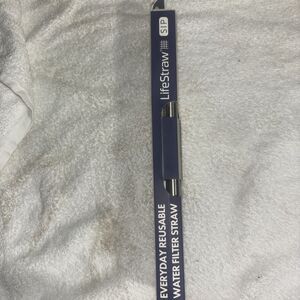 LifeStraw
SIP
EVERYDAY REUSABLE
WATER FILTER STRAW